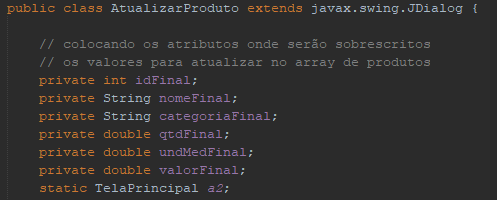 public class AtualizarProduto extends javax.swing.JDialog {
// colocando os atributos onde serão sobrescritos
// os valores para atualizar no array de produtos
private int idFinal;
private String nomeFinal;
private String categoriaFinal;
private double qtdFinal;
private double undMedFinal;
private double valorFinal;
static TelaPrincipal a2;